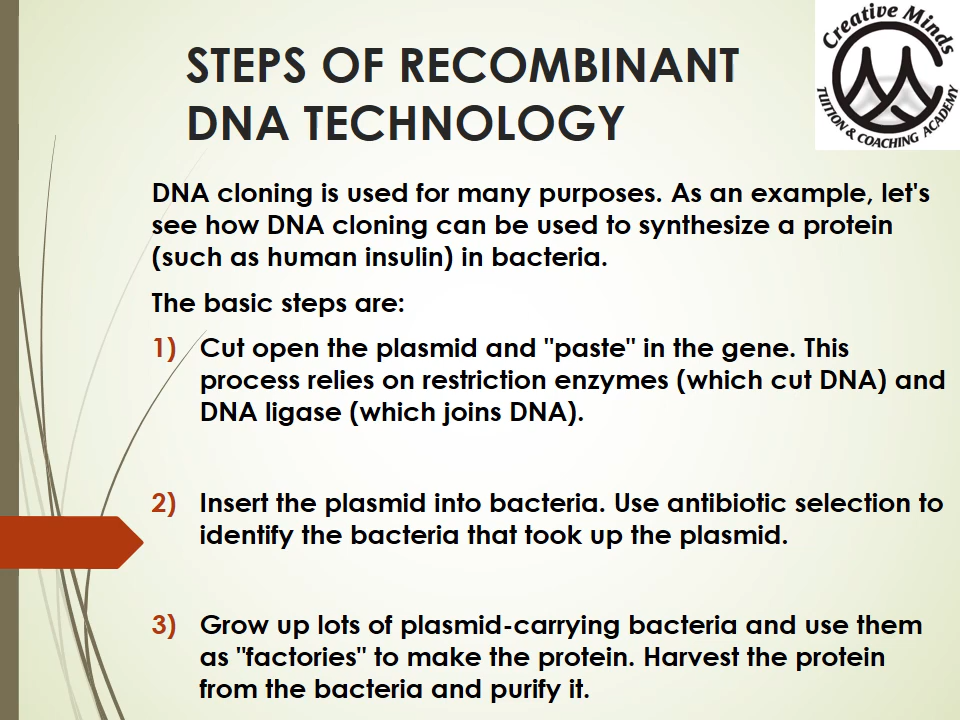 STEPS OF RECOMBINANT
DNA TECHNOLOGY
Creative Minds
TUITION & COACHING ACADEMY
DNA cloning is used for many purposes. As an example, let's
see how DNA cloning can be used to synthesize a protein
(such as human insulin) in bacteria.
The basic steps are:
1) Cut open the plasmid and "paste" in the gene. This
process relies on restriction enzymes (which cut DNA) and
DNA ligase (which joins DNA).
2) Insert the plasmid into bacteria. Use antibiotic selection to
identify the bacteria that took up the plasmid.
3) Grow up lots of plasmid-carrying bacteria and use them
as "factories" to make the protein. Harvest the protein
from the bacteria and purify it.